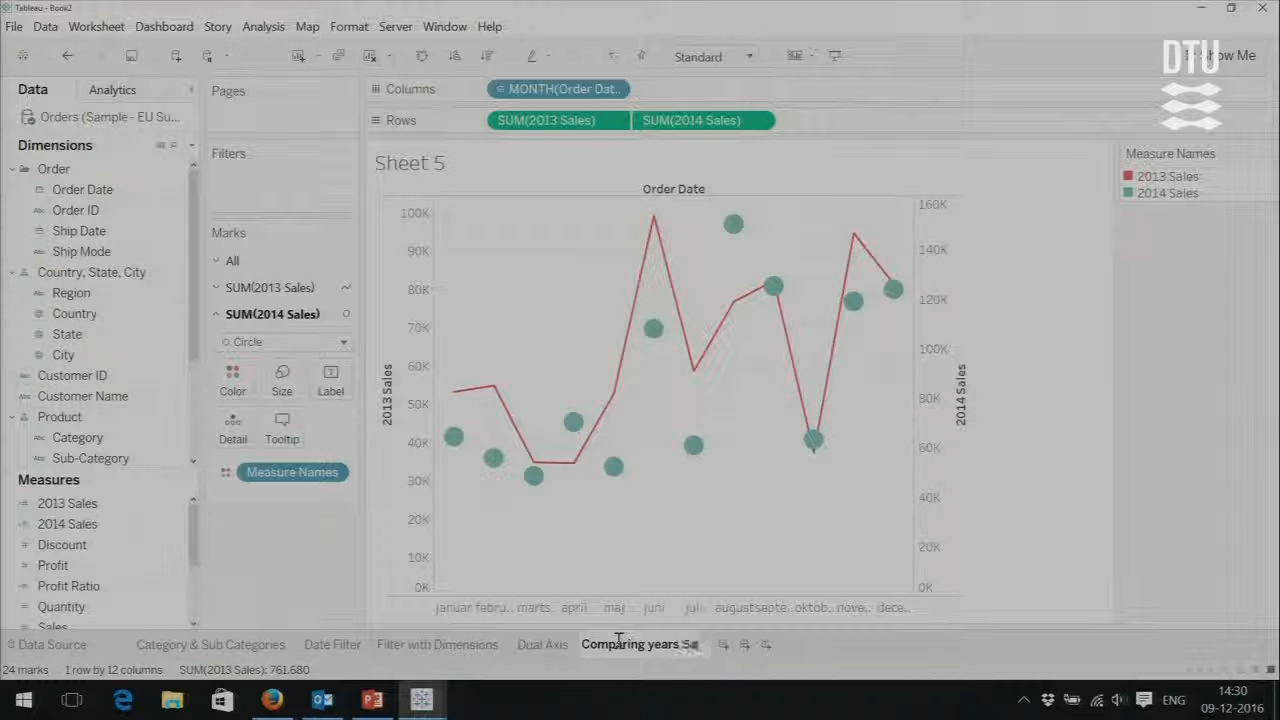 Tableau - Book2
File Data Worksheet Dashboard Story Analysis Map Format Server Window Help
Standard
Show Me
DTU
Data Analytics
Orders (Sample - EU Su...
Dimensions
Order
Order Date
Order ID
Ship Date
Ship Mode
Country, State, City
Region
Country
State
City
Customer ID
Customer Name
Product
Category
Sub-Category
Measures
2013 Sales
2014 Sales
Discount
Profit
Profit Ratio
Quantity
Sales
Pages
Filters
Marks
All
SUM(2013 Sales)
SUM(2014 Sales)
Circle
Color Size Label
Detail Tooltip
Measure Names
Columns MONTH(Order Dat..
Rows SUM(2013 Sales) SUM(2014 Sales)
Sheet 5
Order Date
2013 Sales
100K
90K
80K
70K
60K
50K
40K
30K
20K
10K
0K
160K
140K
120K
100K
80K
60K
40K
20K
0K
2014 Sales
januar febru.. marts april maj juni juli august septe.. oktob.. nove.. dece..
Measure Names
2013 Sales
2014 Sales
Data Source Category & Sub Categories Date Filter Filter with Dimensions Dual Axis Comparing years
24 marks 1 row by 12 columns SUM(2013 Sales): 761.680
ENG
14:30
09-12-2016